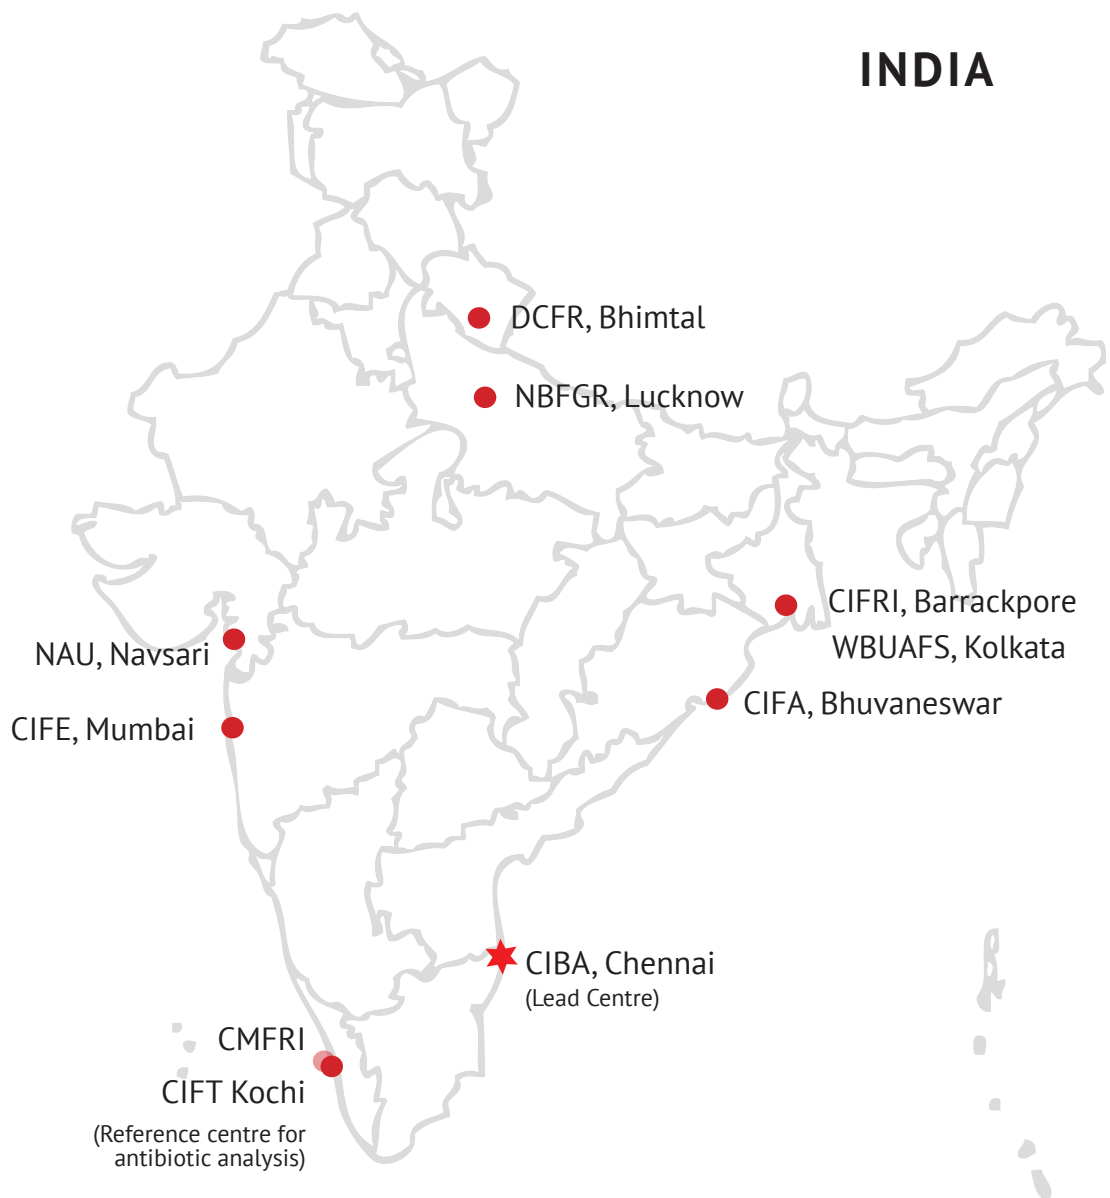 INDIA
DCFR, Bhimtal
NBFGR, Lucknow
CIFRI, Barrackpore
WBUAFS, Kolkata
NAU, Navsari
CIFA, Bhuvaneswar
CIFE, Mumbai
CIBA, Chennai
(Lead Centre)
CMFRI
CIFT Kochi
(Reference centre for
antibiotic analysis)